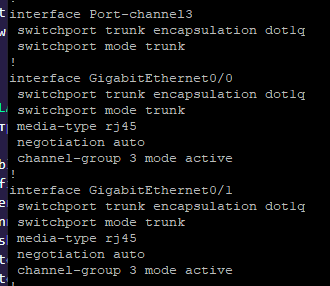 !
interface Port-channel3
 switchport trunk encapsulation dot1q
 switchport mode trunk
!
interface GigabitEthernet0/0
 switchport trunk encapsulation dot1q
 switchport mode trunk
 media-type rj45
 negotiation auto
 channel-group 3 mode active
!
interface GigabitEthernet0/1
 switchport trunk encapsulation dot1q
 switchport mode trunk
 media-type rj45
 negotiation auto
 channel-group 3 mode active
!